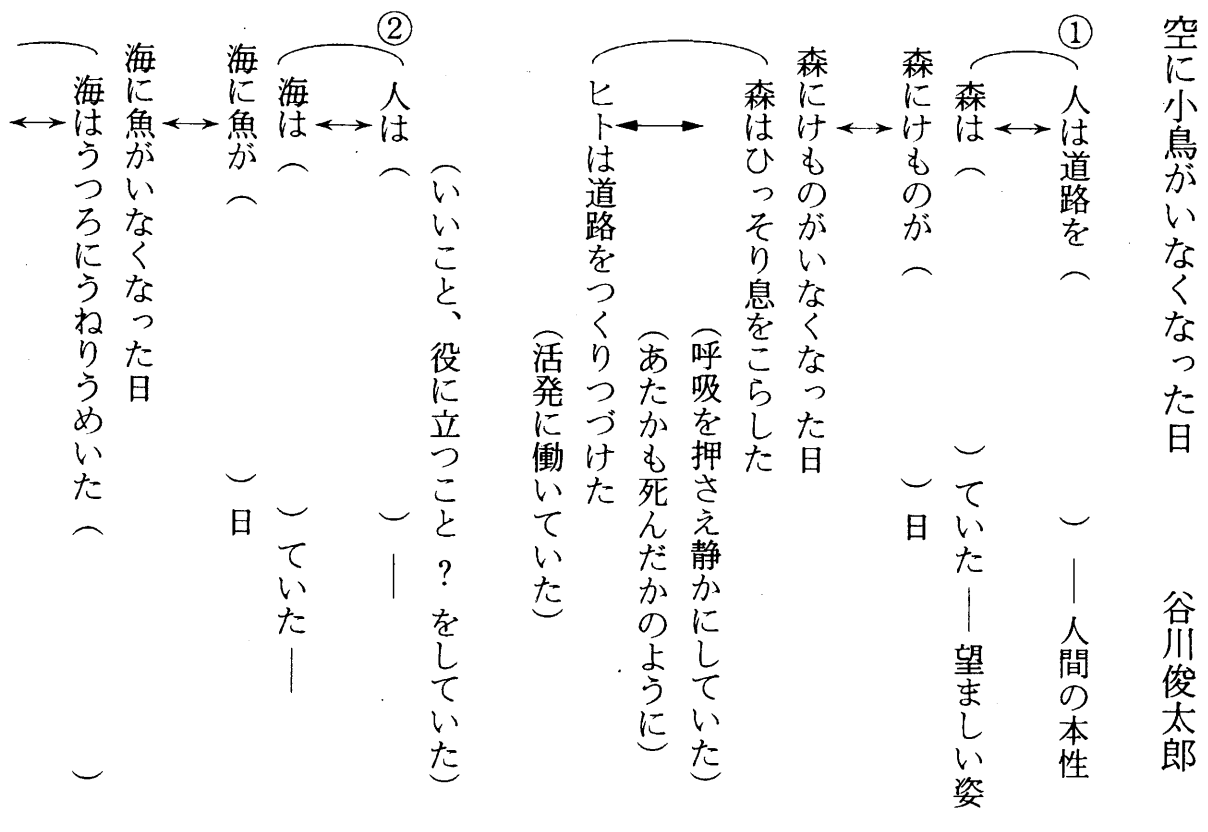 空に小鳥がいなくなった日　谷川俊太郎
① 人は道路を（　　　）―― 人間の本性
森は（　　　）ていた ―― 望ましい姿
森にけものが（　　　）日
森にけものがいなくなった日
森はひっそり息をこらした
（呼吸を押さえ静かにしていた）
（あたかも死んだかのように）
ヒトは道路をつくりつづけた
（活発に働いていた）
（いいこと、役に立つこと？をしていた）
② 人は（　　　）――
海は（　　　）ていた ――
海に魚が（　　　）日
海に魚がいなくなった日
海はうつろにうねりうめいた（　　　）